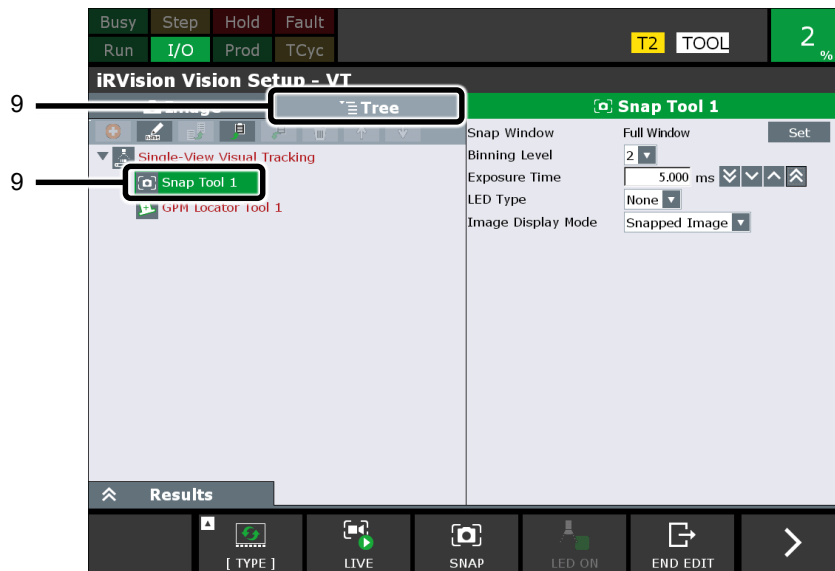 Busy Step Hold Fault
Run I/O Prod TCyc
T2 TOOL
2 %
iRVision Vision Setup - VT
9
Image
Tree
Snap Tool 1
Snap Window Full Window Set
Binning Level 2
Exposure Time 5.000 ms
LED Type None
Image Display Mode Snapped Image
Single-View Visual Tracking
9
Snap Tool 1
GPM Locator Tool 1
Results
[ TYPE ] LIVE SNAP LED ON END EDIT